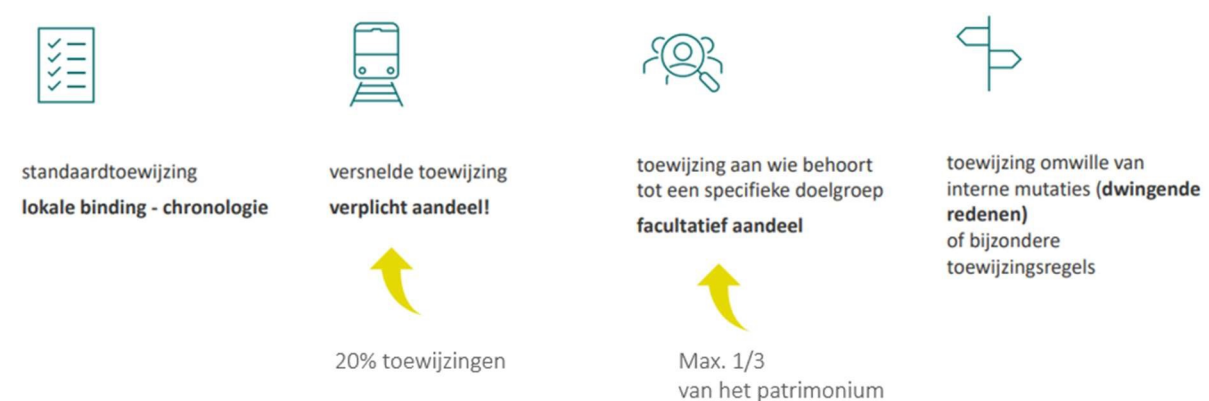 standaardtoewijzing
lokale binding - chronologie
versnelde toewijzing
verplicht aandeel!
20% toewijzingen
toewijzing aan wie behoort
tot een specifieke doelgroep
facultatief aandeel
Max. 1/3
van het patrimonium
toewijzing omwille van
interne mutaties (dwingende
redenen)
of bijzondere
toewijzingsregels